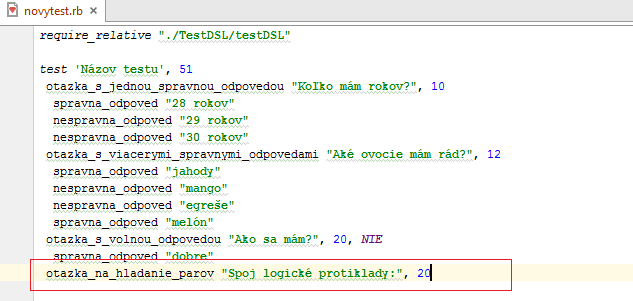 novytest.rb ×
require_relative "./TestDSL/testDSL"
test 'Názov testu', 51
otazka_s_jednou_spravnou_odpovedou "Koľko mám rokov?", 10
spravna_odpoved "28 rokov"
nespravna_odpoved "29 rokov"
nespravna_odpoved "30 rokov"
otazka_s_viacerymi_spravnymi_odpovedami "Aké ovocie mám rád?", 12
spravna_odpoved "jahody"
nespravna_odpoved "mango"
nespravna_odpoved "egreše"
spravna_odpoved "melón"
otazka_s_volnou_odpovedou "Ako sa mám?", 20, NIE
spravna_odpoved "dobre"
otazka_na_hladanie_parov "Spoj logické protiklady:", 20